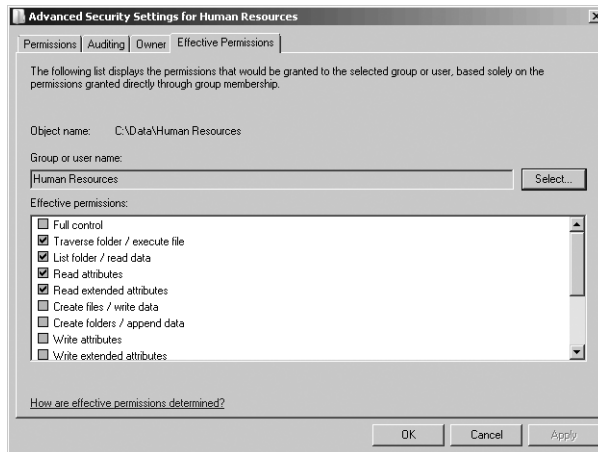 Advanced Security Settings for Human Resources
Permissions Auditing Owner Effective Permissions
The following list displays the permissions that would be granted to the selected group or user, based solely on the
permissions granted directly through group membership.
Object name: C:\Data\Human Resources
Group or user name:
Human Resources Select...
Effective permissions:
Full control
Traverse folder / execute file
List folder / read data
Read attributes
Read extended attributes
Create files / write data
Create folders / append data
Write attributes
Write extended attributes
How are effective permissions determined?
OK Cancel Apply